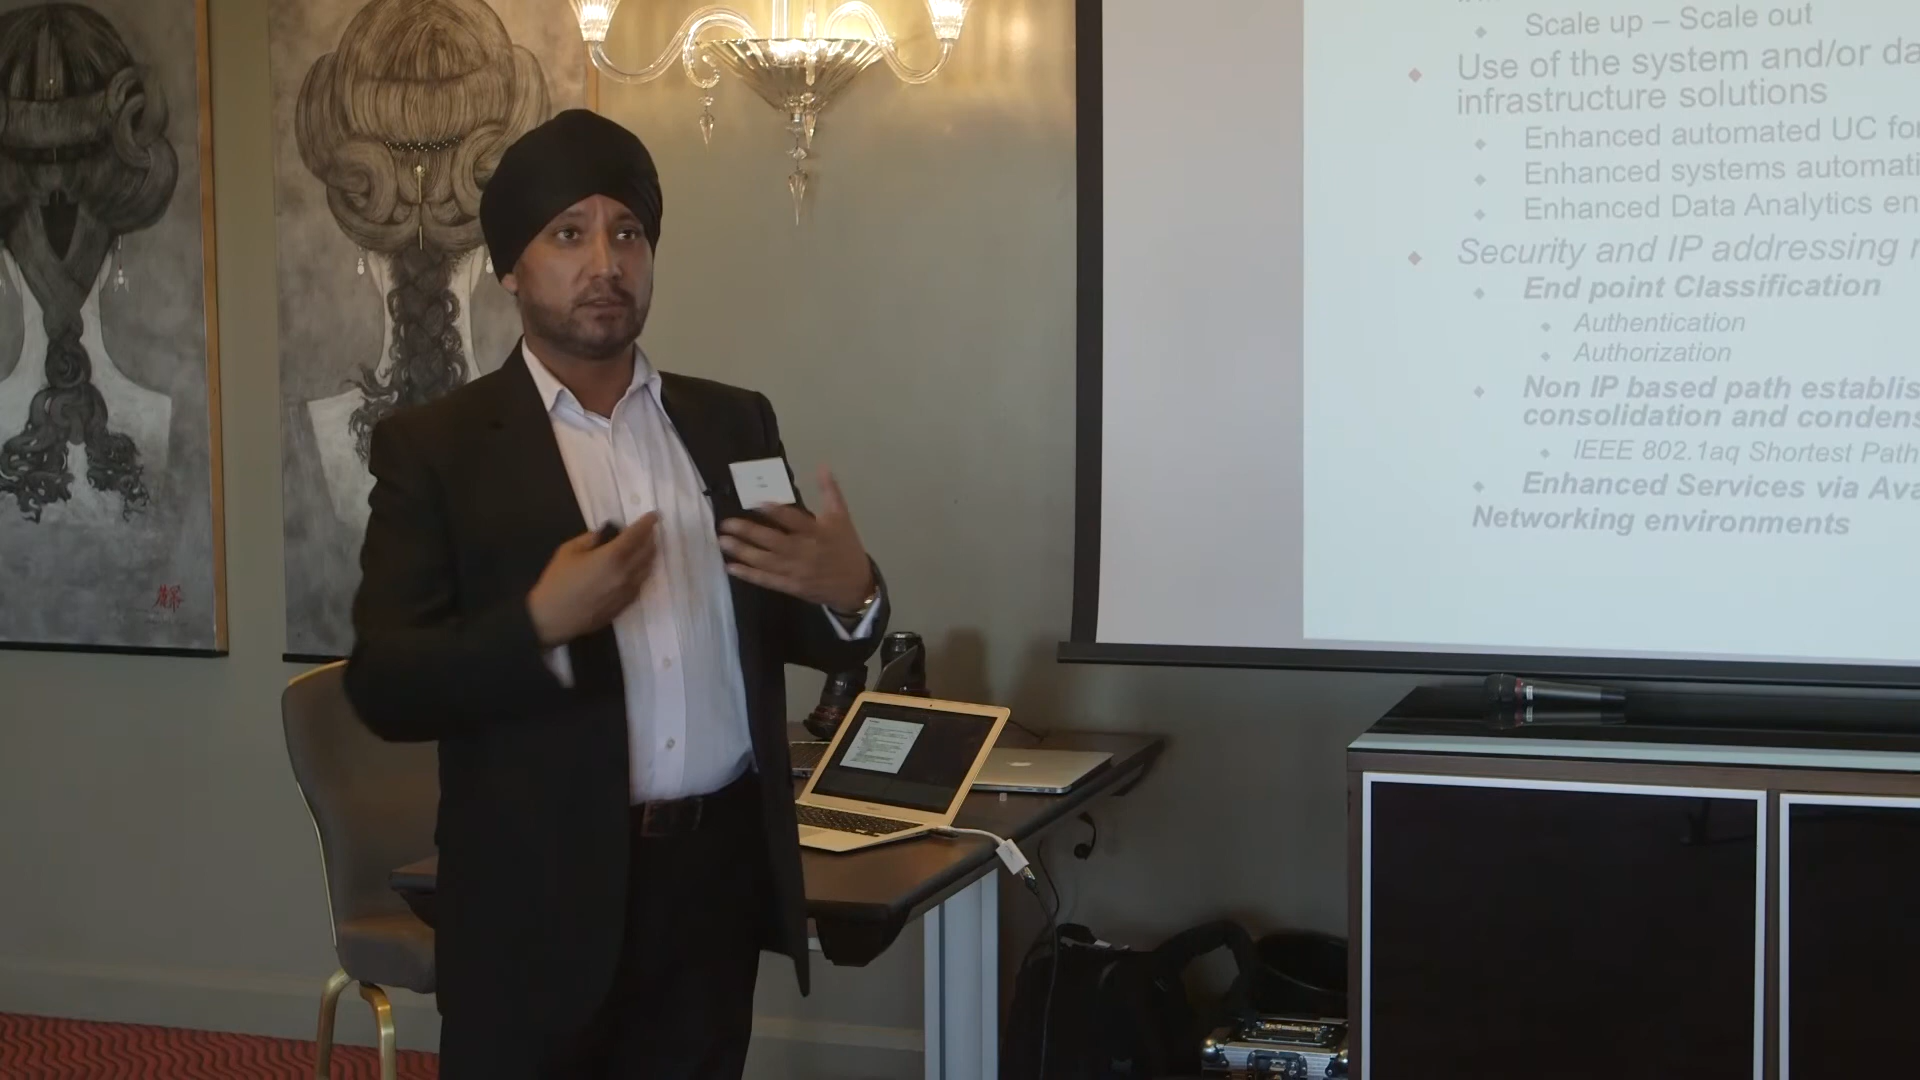 Scale up – Scale out
Use of the system and/or da
infrastructure solutions
Enhanced automated UC fo
Enhanced systems automati
Enhanced Data Analytics en
Security and IP addressing
End point Classification
Authentication
Authorization
Non IP based path establis
consolidation and condens
IEEE 802.1aq Shortest Path
Enhanced Services via Ava
Networking environments